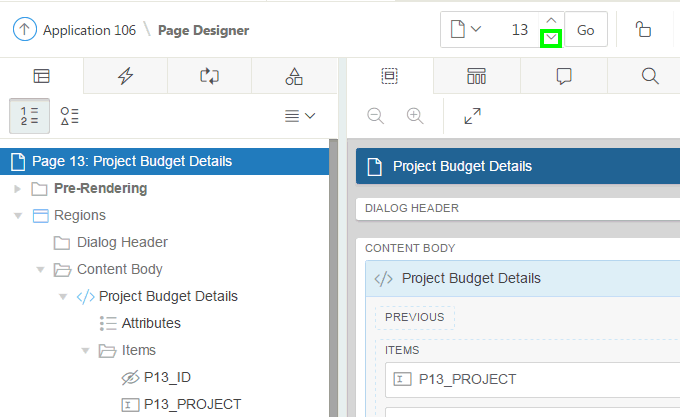 Application 106 \ Page Designer
13
Go
Page 13: Project Budget Details
Pre-Rendering
Regions
Dialog Header
Content Body
Project Budget Details
Attributes
Items
P13_ID
P13_PROJECT
Project Budget Details
DIALOG HEADER
CONTENT BODY
Project Budget Details
PREVIOUS
ITEMS
P13_PROJECT